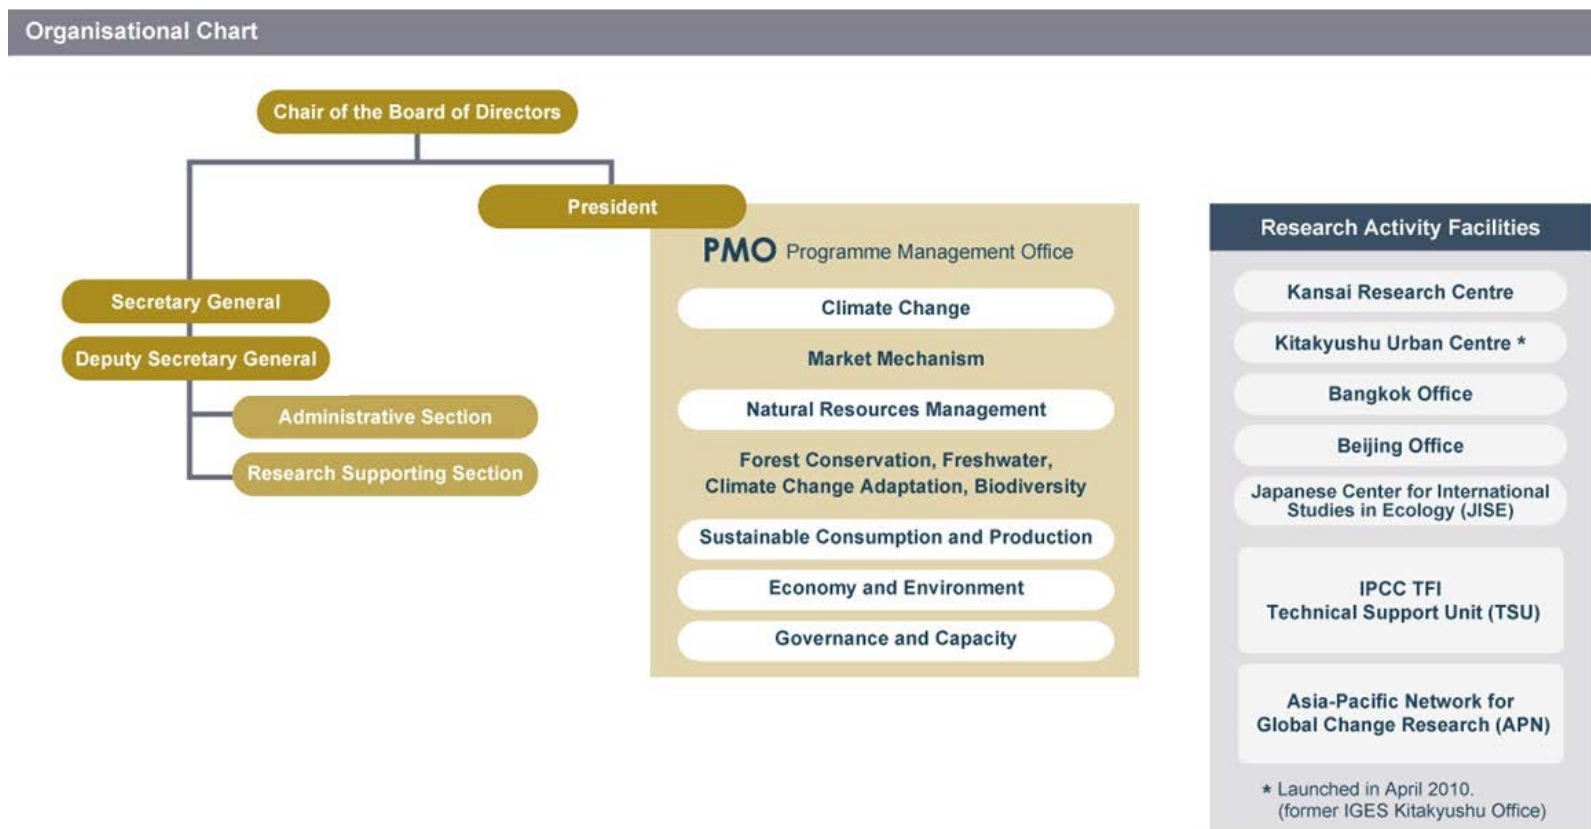 Organisational Chart
Chair of the Board of Directors
President
Secretary General
Deputy Secretary General
Administrative Section
Research Supporting Section
PMO Programme Management Office
Climate Change
Market Mechanism
Natural Resources Management
Forest Conservation, Freshwater,
Climate Change Adaptation, Biodiversity
Sustainable Consumption and Production
Economy and Environment
Governance and Capacity
Research Activity Facilities
Kansai Research Centre
Kitakyushu Urban Centre *
Bangkok Office
Beijing Office
Japanese Center for International
Studies in Ecology (JISE)
IPCC TFI
Technical Support Unit (TSU)
Asia-Pacific Network for
Global Change Research (APN)
* Launched in April 2010.
(former IGES Kitakyushu Office)